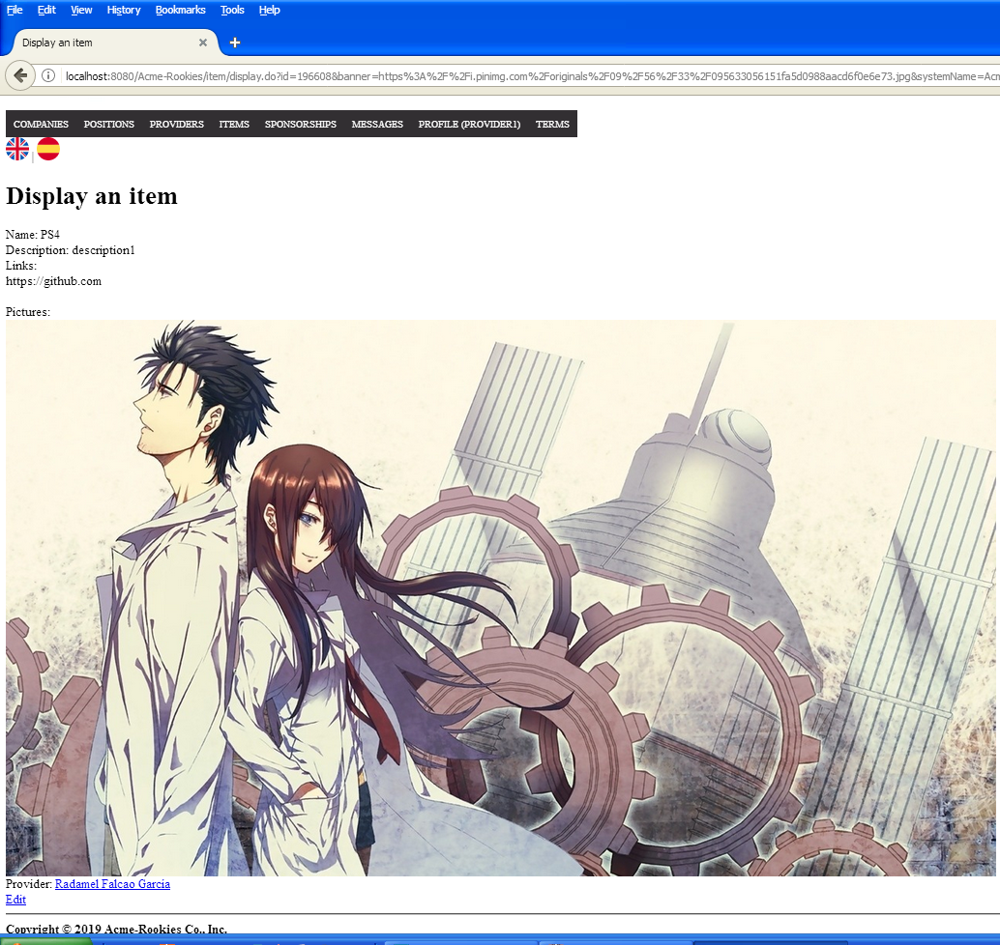 File Edit View History Bookmarks Tools Help
Display an item
localhost:8080/Acme-Rookies/item/display.do?id=196608&banner=https%3A%2F%2Fi.pinimg.com%2Foriginals%2F09%2F56%2F33%2F095633056151fa5d0988aacd6f0e6e73.jpg&systemName=Acm
COMPANIES POSITIONS PROVIDERS ITEMS SPONSORSHIPS MESSAGES PROFILE (PROVIDER1) TERMS
|
Display an item
Name: PS4
Description: description1
Links:
https://github.com
Pictures:
Provider: Radamel Falcao Garcia
Edit
Copyright © 2019 Acme-Rookies Co., Inc.